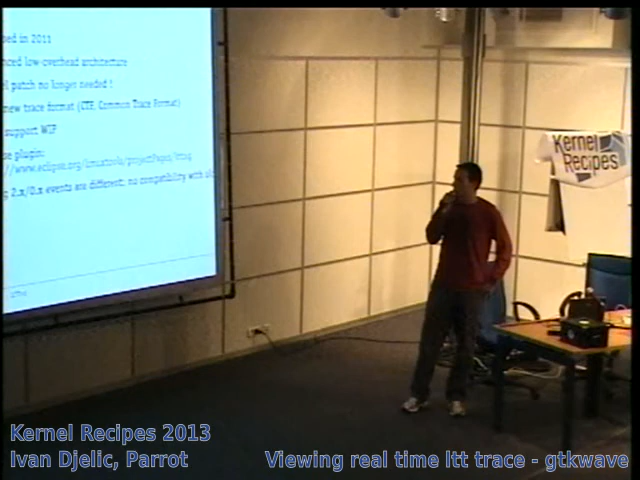 ed in 2011
nced low-overhead architecture
l patch no longer needed !
new trace format (CTF, Common Trace Format)
support WIP
se plugin:
//www.eclipse.org/linuxtools/projectPages/lttng
g 2.x/0.x events are different; no compatibility with ol
Kernel
Recipes
Kernel Recipes 2013
Ivan Djelic, Parrot
Viewing real time ltt trace - gtkwave